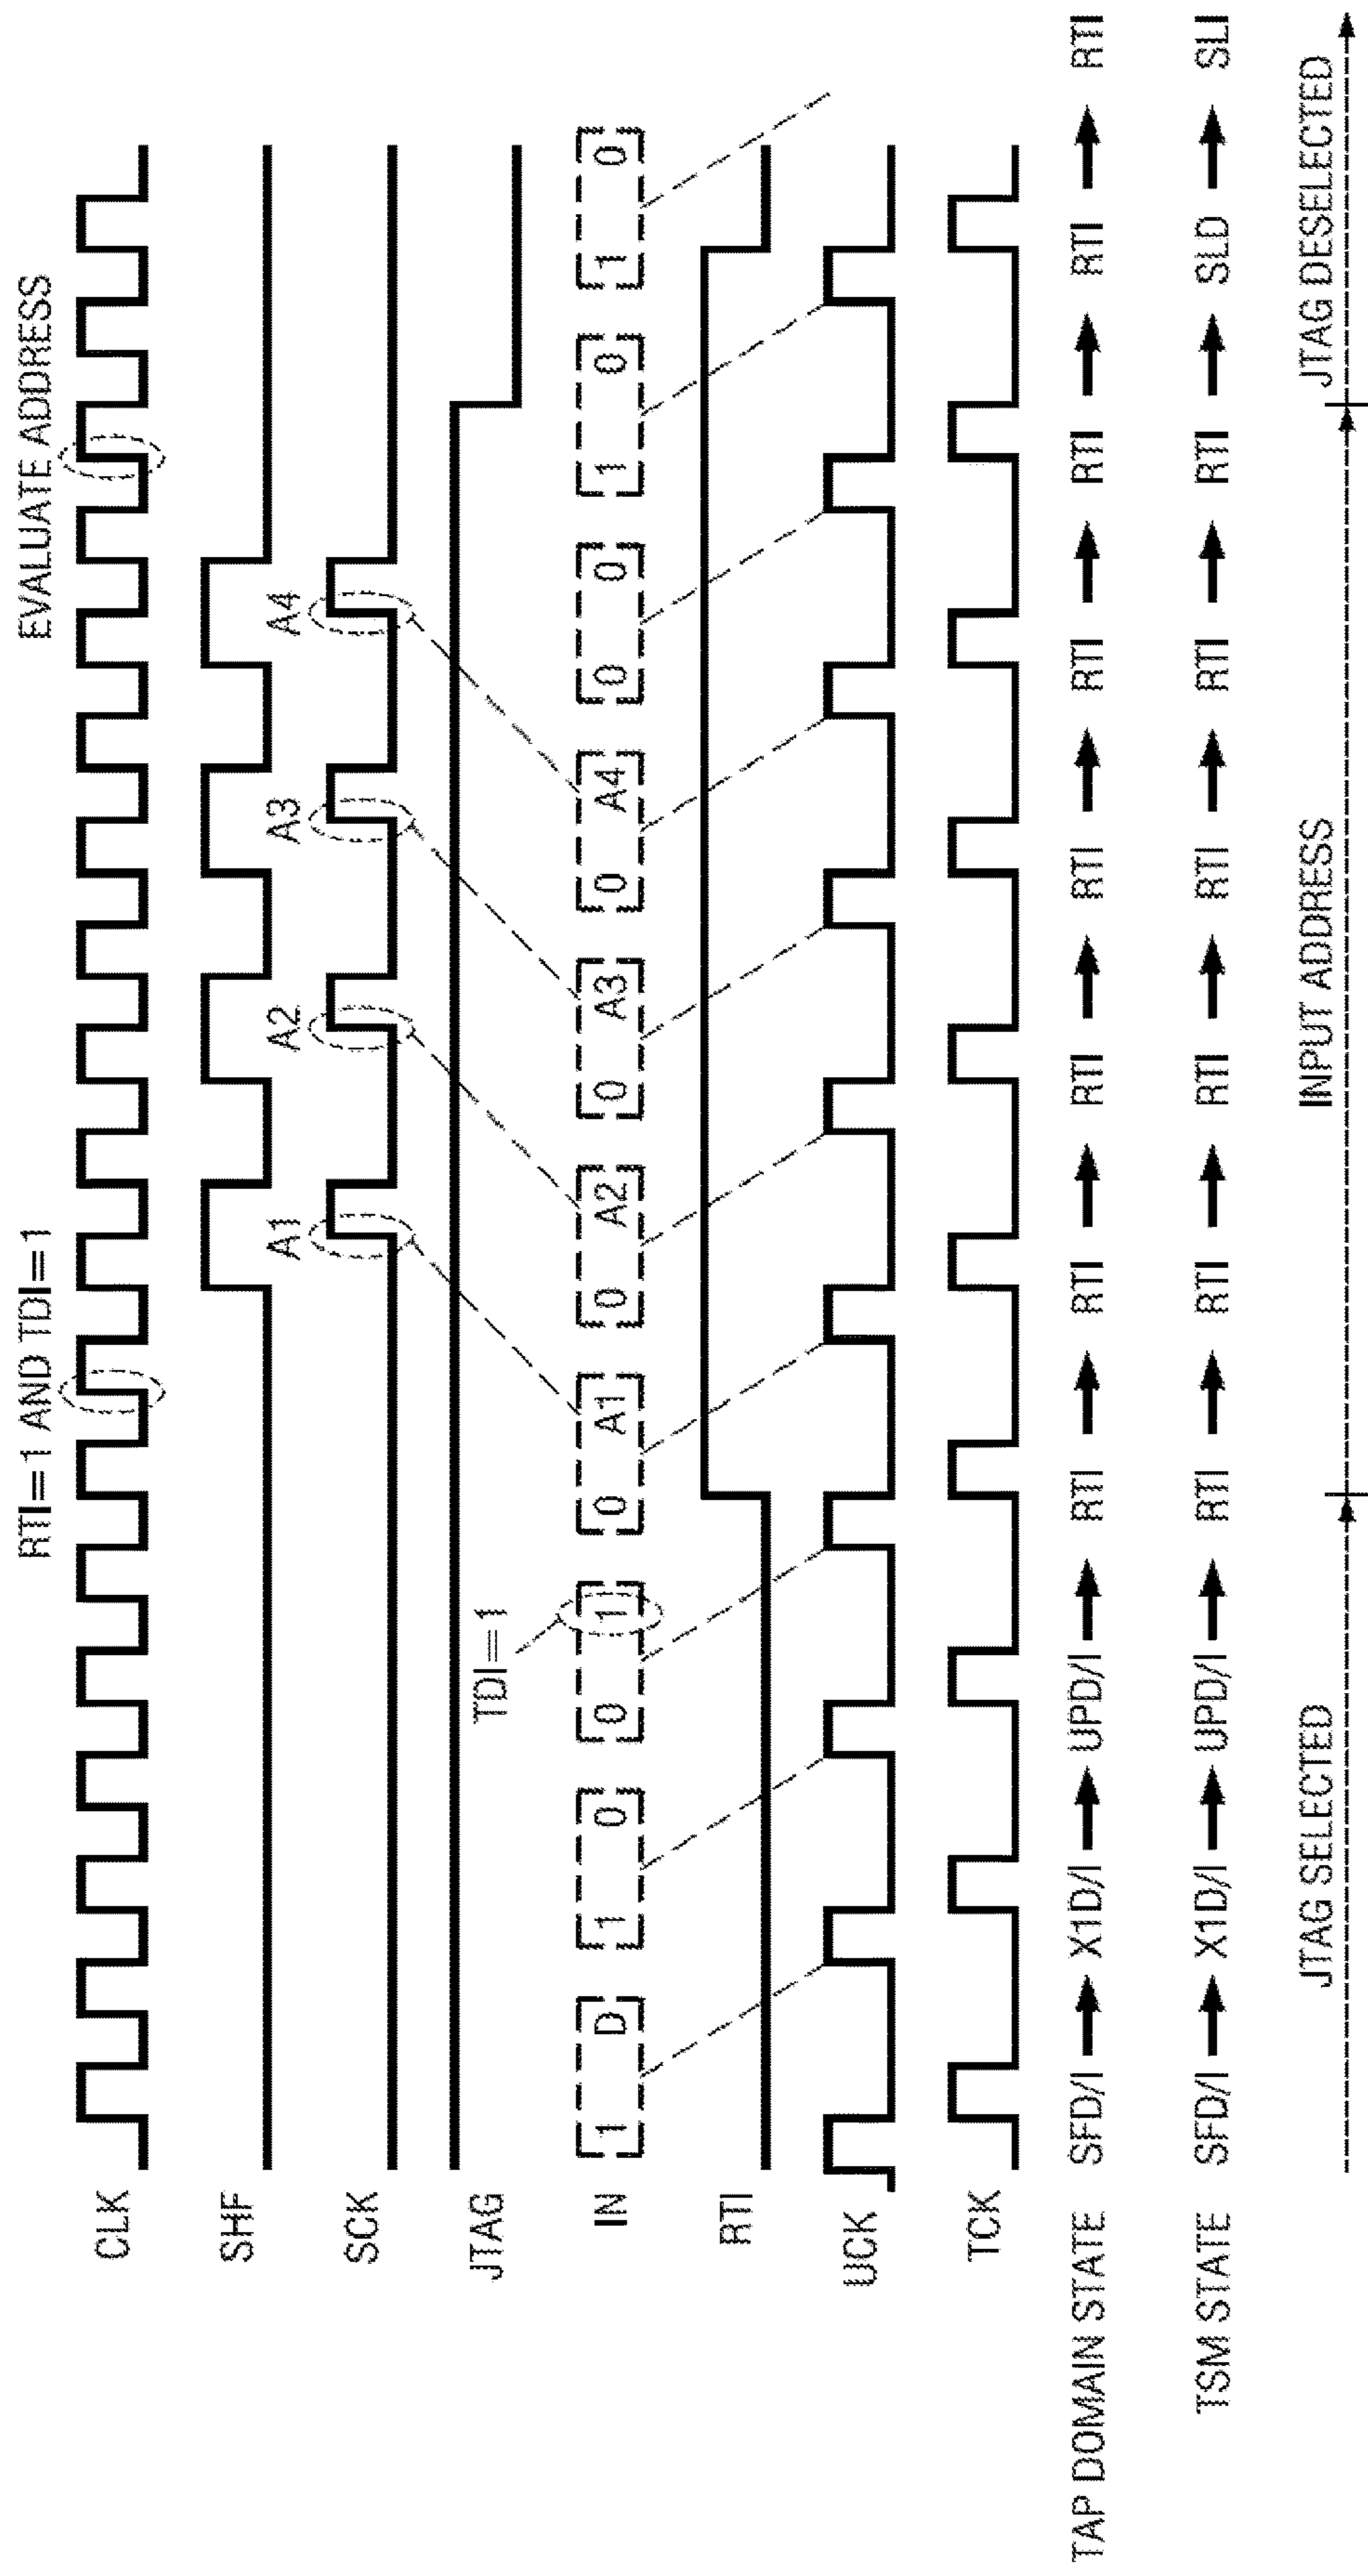 RTI=1 AND TDI=1 EVALUATE ADDRESS
CLK
SHF
A1 A2 A3 A4
SCK
JTAG
TDI=1
IN 1 D 1 0 0 1 0 A1 0 A2 0 A3 0 A4 0 0 1 0 1 0
RTI
UCK
TCK
TAP DOMAIN STATE SFD/I X1D/I UPD/I RTI RTI RTI RTI RTI RTI RTI RTI
TSM STATE SFD/I X1D/I UPD/I RTI RTI RTI RTI RTI RTI SLD SLI
JTAG SELECTED INPUT ADDRESS JTAG DESELECTED